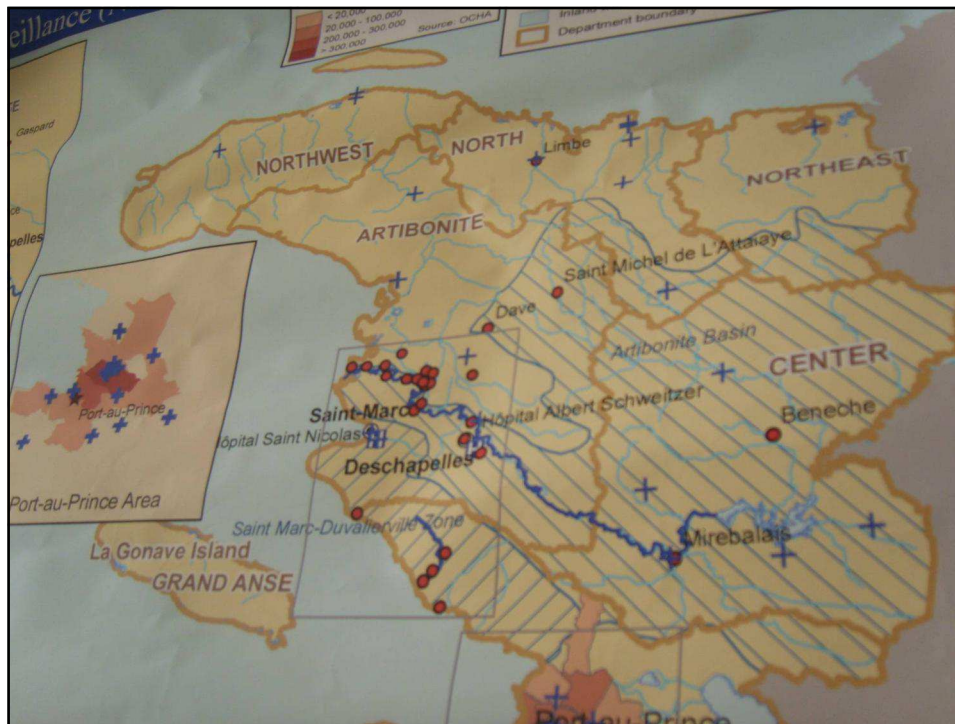 < 20,000
20,000 - 100,000
200,000 - 300,000
> 300,000
Source: OCHA
Department boundary
Gaspard
NORTHWEST
NORTH
Limbe
NORTHEAST
ARTIBONITE
Saint Michel de L'Attalaye
Dave
Artibonite Basin
CENTER
Saint-Marc
Hôpital Albert Schweitzer
Beneche
Hôpital Saint Nicolas
Deschapelles
Port-au-Prince
Port-au-Prince Area
Saint Marc-Duvalierville Zone
Mirebalais
La Gonave Island
GRAND ANSE
Port-au-Prince